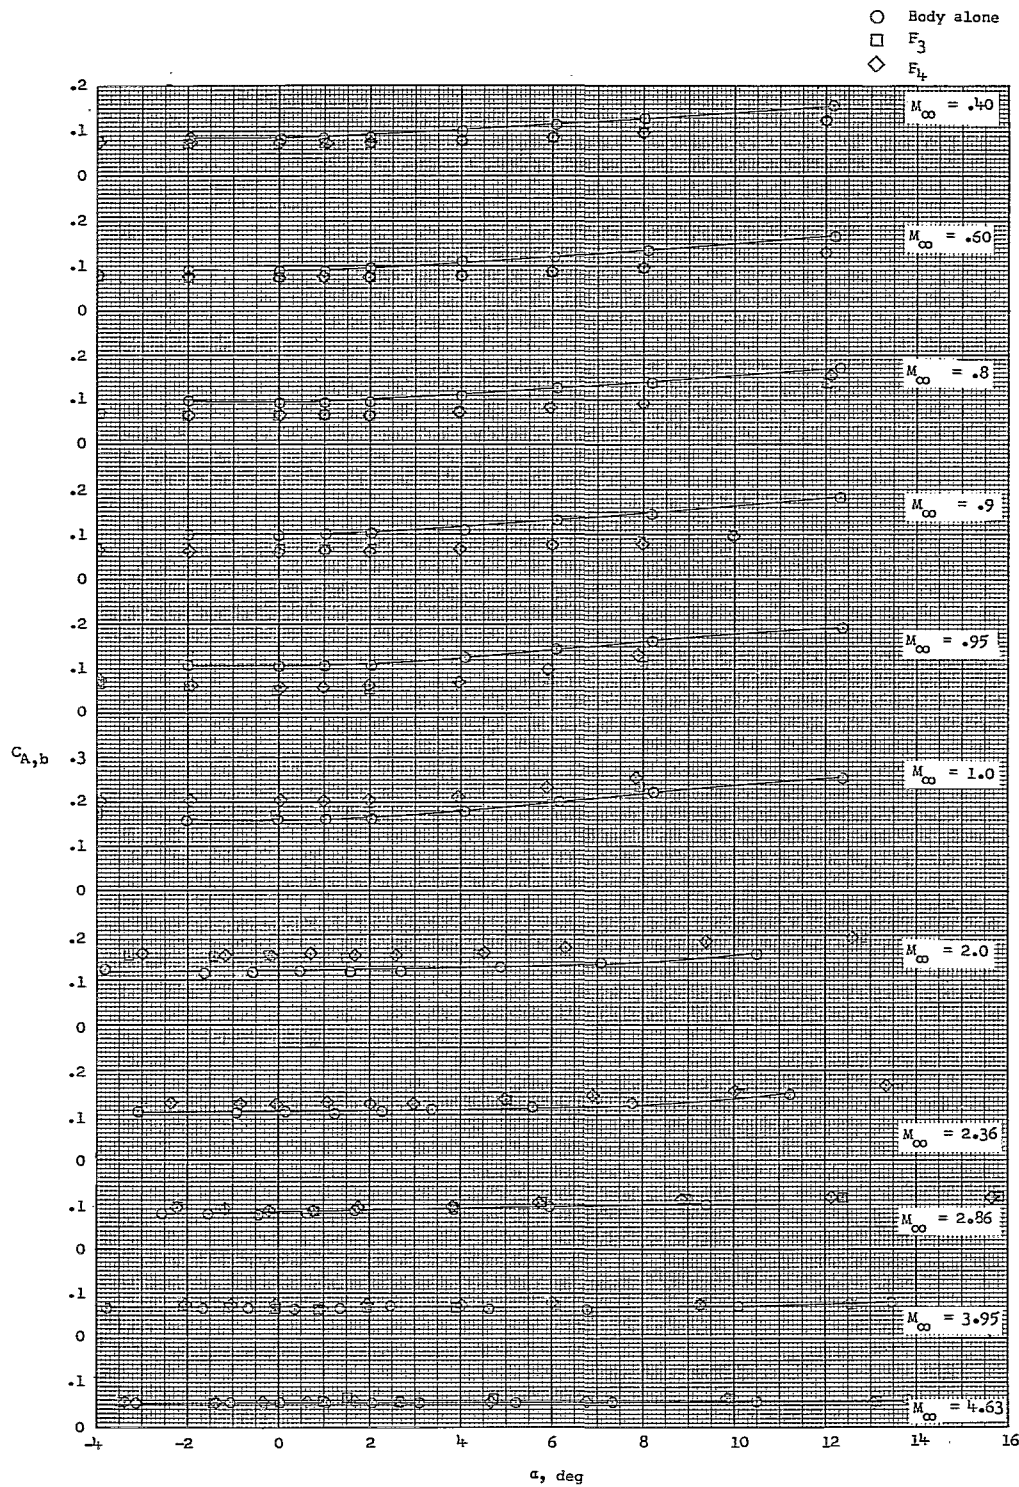 Body alone
F3
F4
.2
M∞ = .40
.1
0
.2
M∞ = .60
.1
0
.2
M∞ = .8
.1
0
.2
M∞ = .9
.1
0
.2
M∞ = .95
.1
0
CA,b
.3
M∞ = 1.0
.2
.1
0
.2
M∞ = 2.0
.1
0
.2
.1
M∞ = 2.36
0
.1
M∞ = 2.86
0
.1
M∞ = 3.95
0
.1
M∞ = 4.63
0
-4 -2 0 2 4 6 8 10 12 14 16
α, deg